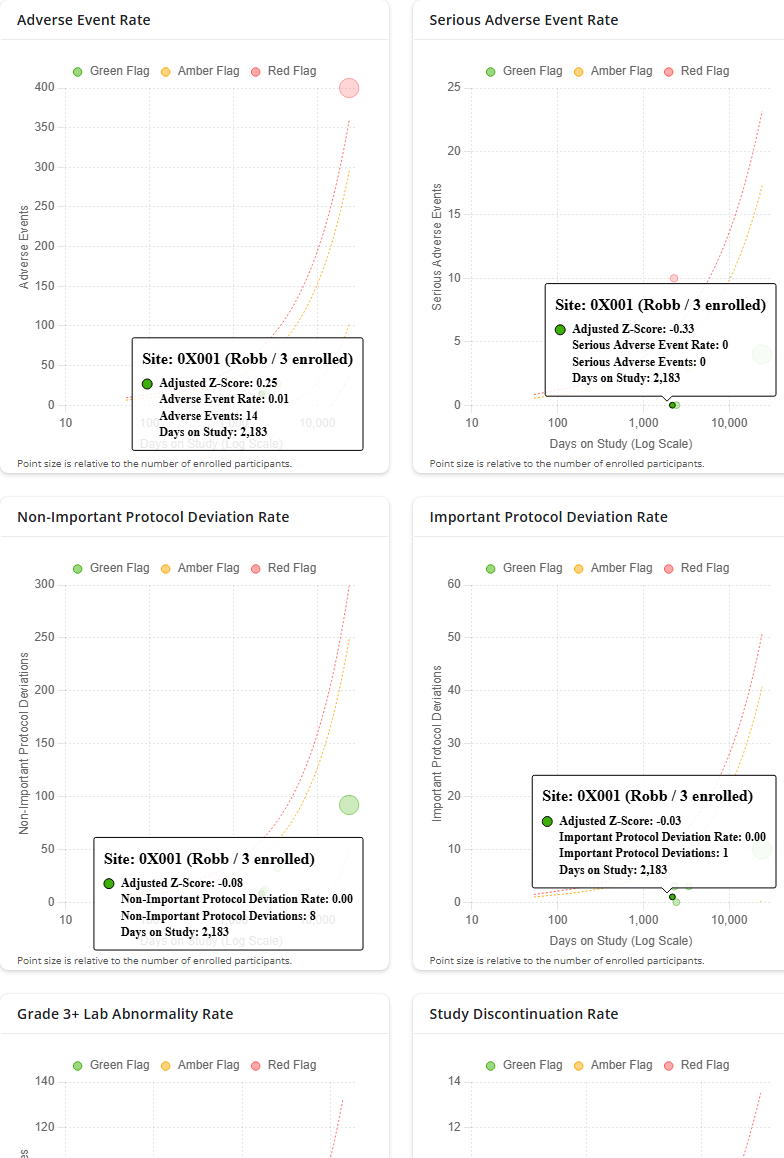 Adverse Event Rate
Green Flag Amber Flag Red Flag
400
350
300
250
200
150
100
50
0
Adverse Events
10 100 10,000
Days on Study (Log Scale)
Site: 0X001 (Robb / 3 enrolled)
Adjusted Z-Score: 0.25
Adverse Event Rate: 0.01
Adverse Events: 14
Days on Study: 2,183
Point size is relative to the number of enrolled participants.
Serious Adverse Event Rate
Green Flag Amber Flag Red Flag
25
20
15
10
5
0
Serious Adverse Events
Site: 0X001 (Robb / 3 enrolled)
Adjusted Z-Score: -0.33
Serious Adverse Event Rate: 0
Serious Adverse Events: 0
Days on Study: 2,183
10 100 1,000 10,000
Days on Study (Log Scale)
Point size is relative to the number of enrolled participants.
Non-Important Protocol Deviation Rate
Green Flag Amber Flag Red Flag
300
250
200
150
100
50
0
Non-Important Protocol Deviations
10 10,000
Days on Study (Log Scale)
Site: 0X001 (Robb / 3 enrolled)
Adjusted Z-Score: -0.08
Non-Important Protocol Deviation Rate: 0.00
Non-Important Protocol Deviations: 8
Days on Study: 2,183
Point size is relative to the number of enrolled participants.
Important Protocol Deviation Rate
Green Flag Amber Flag Red Flag
60
50
40
30
20
10
0
Important Protocol Deviations
Site: 0X001 (Robb / 3 enrolled)
Adjusted Z-Score: -0.03
Important Protocol Deviation Rate: 0.00
Important Protocol Deviations: 1
Days on Study: 2,183
10 100 1,000 10,000
Days on Study (Log Scale)
Point size is relative to the number of enrolled participants.
Grade 3+ Lab Abnormality Rate
Green Flag Amber Flag Red Flag
140
120
Study Discontinuation Rate
Green Flag Amber Flag Red Flag
14
12